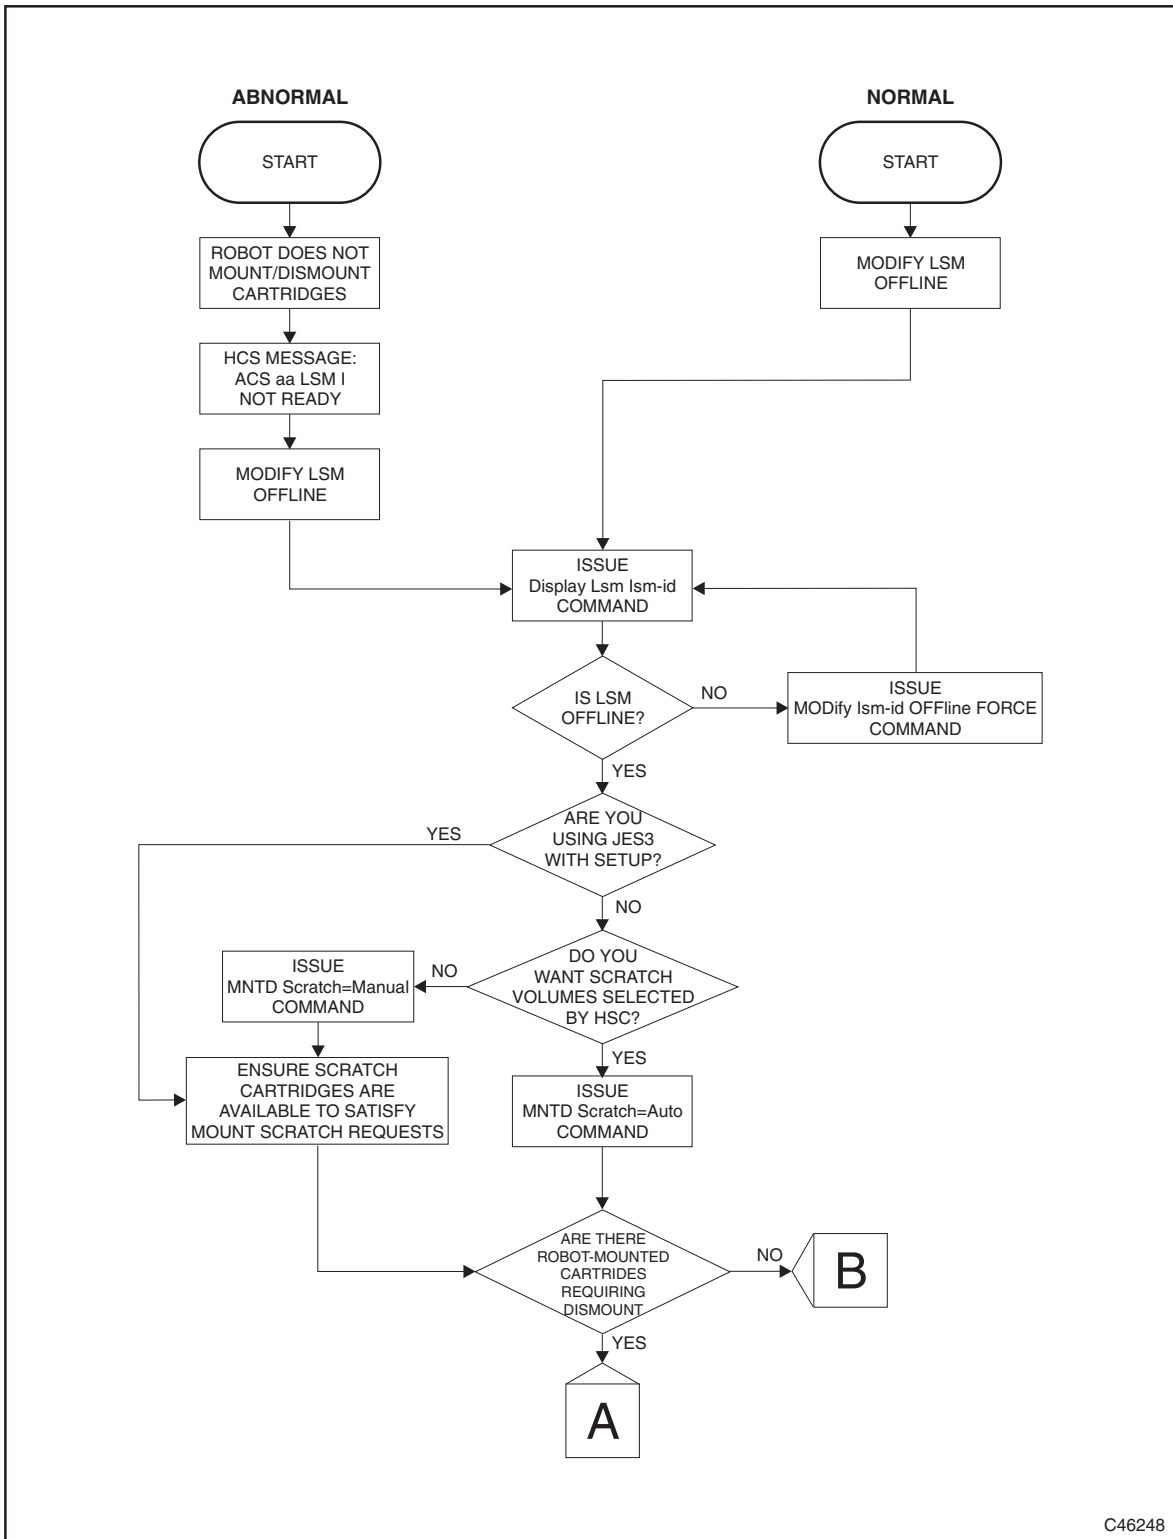 ABNORMAL
NORMAL
START
START
ROBOT DOES NOT
MOUNT/DISMOUNT
CARTRIDGES
MODIFY LSM
OFFLINE
HCS MESSAGE:
ACS aa LSM l
NOT READY
MODIFY LSM
OFFLINE
ISSUE
Display Lsm lsm-id
COMMAND
IS LSM
OFFLINE?
NO
ISSUE
MODify lsm-id OFFline FORCE
COMMAND
YES
ARE YOU
USING JES3
WITH SETUP?
YES
NO
DO YOU
WANT SCRATCH
VOLUMES SELECTED
BY HSC?
NO
ISSUE
MNTD Scratch=Manual
COMMAND
YES
ENSURE SCRATCH
CARTRIDGES ARE
AVAILABLE TO SATISFY
MOUNT SCRATCH REQUESTS
ISSUE
MNTD Scratch=Auto
COMMAND
ARE THERE
ROBOT-MOUNTED
CARTRIDES
REQUIRING
DISMOUNT
NO
B
YES
A
C46248